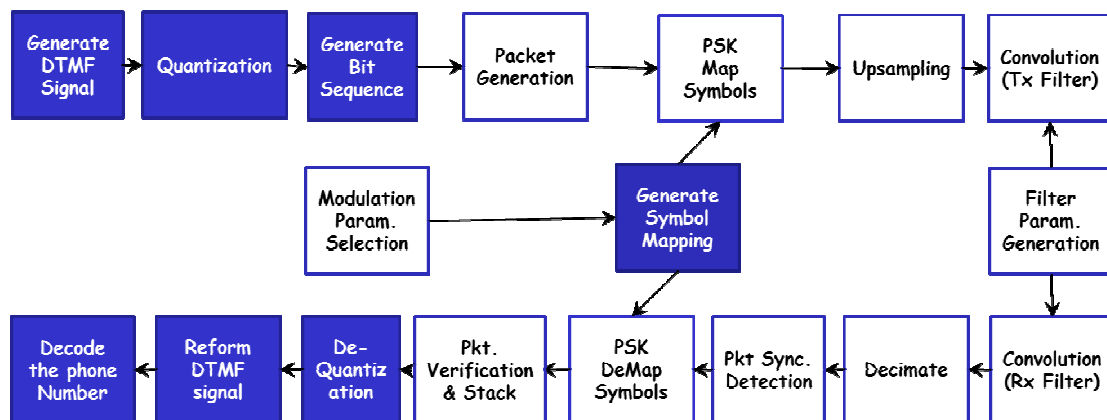 Generate
DTMF
Signal
Quantization
Generate
Bit
Sequence
Packet
Generation
PSK
Map
Symbols
Upsampling
Convolution
(Tx Filter)
Modulation
Param.
Selection
Generate
Symbol
Mapping
Filter
Param.
Generation
Decode
the phone
Number
Reform
DTMF
signal
De-
Quantiz
ation
Pkt.
Verification
& Stack
PSK
DeMap
Symbols
Pkt Sync.
Detection
Decimate
Convolution
(Rx Filter)